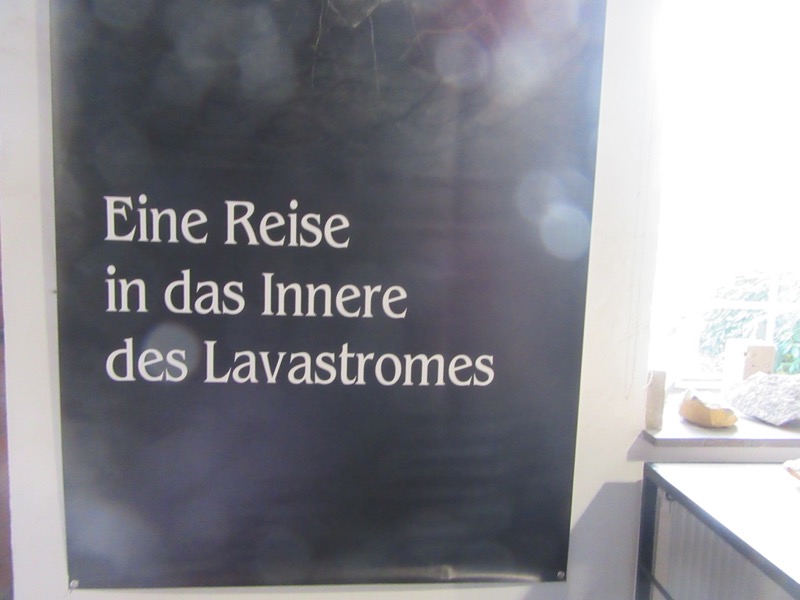 Eine Reise
in das Innere
des Lavastromes